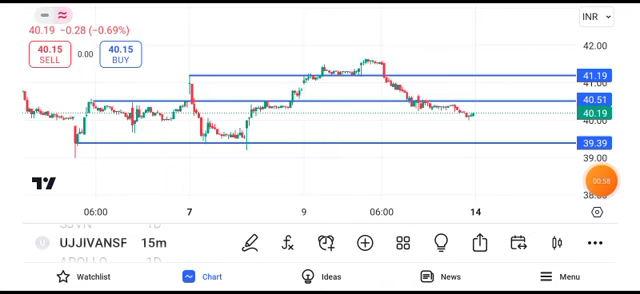 INR
40.19 −0.28 (−0.69%)
40.15 SELL 0.00 40.15 BUY
42.00
41.19
41.00
40.51
40.19
40.00
39.39
39.00
00:58
06:00 7 9 06:00 14
UJJIVANSF 15m
Watchlist Chart Ideas News Menu